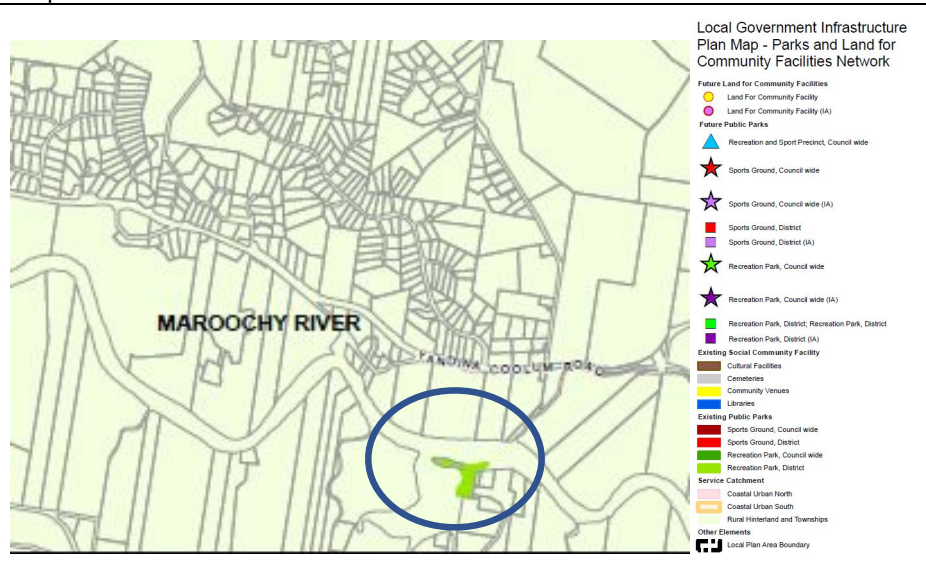 Local Government Infrastructure
Plan Map - Parks and Land for
Community Facilities Network
Future Land for Community Facilities
Land For Community Facility
Land For Community Facility (IA)
Future Public Parks
Recreation and Sport Precinct, Council wide
Sports Ground, Council wide
Sports Ground, Council wide (IA)
Sports Ground, District
Sports Ground, District (IA)
Recreation Park, Council wide
Recreation Park, Council wide (IA)
Recreation Park, District; Recreation Park, District
Recreation Park, District (IA)
Existing Social Community Facility
Cultural Facilities
Cemeteries
Community Venues
Libraries
Existing Public Parks
Sports Ground, Council wide
Sports Ground, District
Recreation Park, Council wide
Recreation Park, District
Service Catchment
Coastal Urban North
Coastal Urban South
Rural Hinterland and Townships
Other Elements
Local Plan Area Boundary
MAROOCHY RIVER
YANDINA COOLUM ROAD